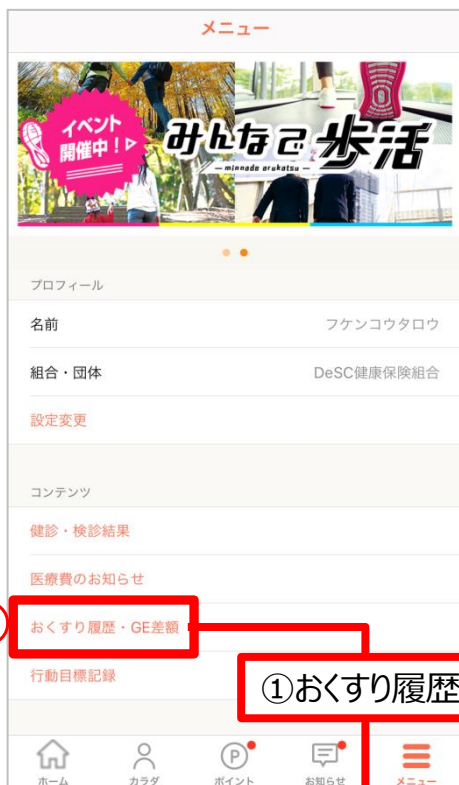 メニュー
イベント
開催中!
みんなで歩活
- minnade arukatsu -
プロフィール
名前 フケンコウタロウ
組合・団体 DeSC健康保険組合
設定変更
コンテンツ
健診・検診結果
医療費のお知らせ
おくすり履歴・GE差額
行動目標記録
①おくすり履歴
ホーム カラダ ポイント お知らせ メニュー